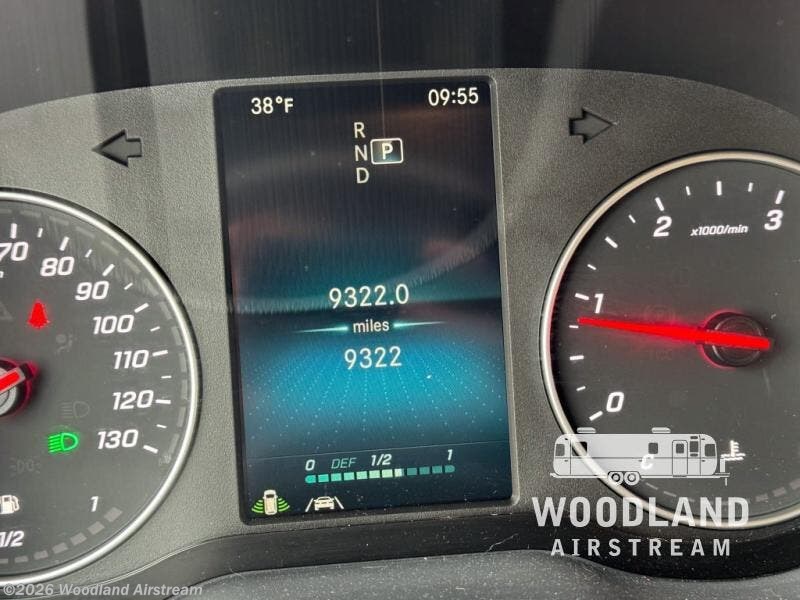 38°F 09:55
R
N P
D
9322.0
miles
9322
0 DEF 1/2 1
70
80
90
100
110
120
130
1
1/2
3
2
x1000/min
1
0
C
WOODLAND
AIRSTREAM
©2026 Woodland Airstream